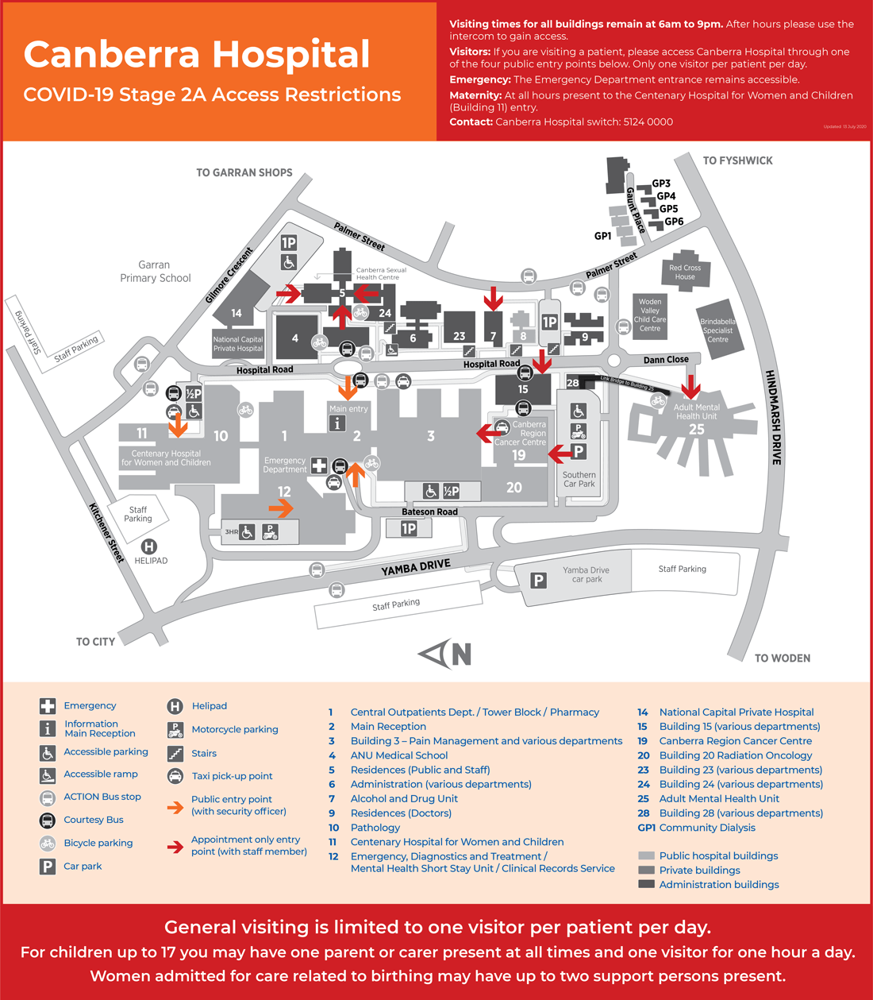 Canberra Hospital
COVID-19 Stage 2A Access Restrictions
Visiting times for all buildings remain at 6am to 9pm. After hours please use the
intercom to gain access.
Visitors: If you are visiting a patient, please access Canberra Hospital through one
of the four public entry points below. Only one visitor per patient per day.
Emergency: The Emergency Department entrance remains accessible.
Maternity: At all hours present to the Centenary Hospital for Women and Children
(Building 11) entry.
Contact: Canberra Hospital switch: 5124 0000
Updated 13 July 2020
TO GARRAN SHOPS
TO FYSHWICK
GP3
GP4
GP5
GP6
GP1
Gaunt Place
Palmer Street
Palmer Street
Garran
Primary School
Gilmore Crescent
1P
Canberra Sexual
Health Centre
Red Cross
House
Woden
Valley
Child Care
Centre
Brindabella
Specialist
Centre
Staff Parking
Staff Parking
14
National Capital
Private Hospital
5
24
4
6
23
7
8
1P
9
Hospital Road
Hospital Road
Dann Close
HINDMARSH DRIVE
½P
Main entry
i
15
28
Link Bridge to Building 25
Adult Mental
Health Unit
25
11
10
1
2
3
Canberra
Region
Cancer Centre
19
P
Centenary Hospital
for Women and Children
Emergency
Department
12
20
Southern
Car Park
½P
Staff
Parking
Kitchener Street
H
HELIPAD
3HR
P
Bateson Road
1P
YAMBA DRIVE
P
Yamba Drive
car park
Staff Parking
Staff Parking
TO CITY
N
TO WODEN
Emergency
i Information
Main Reception
Accessible parking
Accessible ramp
ACTION Bus stop
Courtesy Bus
Bicycle parking
P Car park
H Helipad
P Motorcycle parking
Stairs
Taxi pick-up point
Public entry point
(with security officer)
Appointment only entry
point (with staff member)
1 Central Outpatients Dept. / Tower Block / Pharmacy
2 Main Reception
3 Building 3 – Pain Management and various departments
4 ANU Medical School
5 Residences (Public and Staff)
6 Administration (various departments)
7 Alcohol and Drug Unit
9 Residences (Doctors)
10 Pathology
11 Centenary Hospital for Women and Children
12 Emergency, Diagnostics and Treatment /
Mental Health Short Stay Unit / Clinical Records Service
14 National Capital Private Hospital
15 Building 15 (various departments)
19 Canberra Region Cancer Centre
20 Building 20 Radiation Oncology
23 Building 23 (various departments)
24 Building 24 (various departments)
25 Adult Mental Health Unit
28 Building 28 (various departments)
GP1 Community Dialysis
Public hospital buildings
Private buildings
Administration buildings
General visiting is limited to one visitor per patient per day.
For children up to 17 you may have one parent or carer present at all times and one visitor for one hour a day.
Women admitted for care related to birthing may have up to two support persons present.